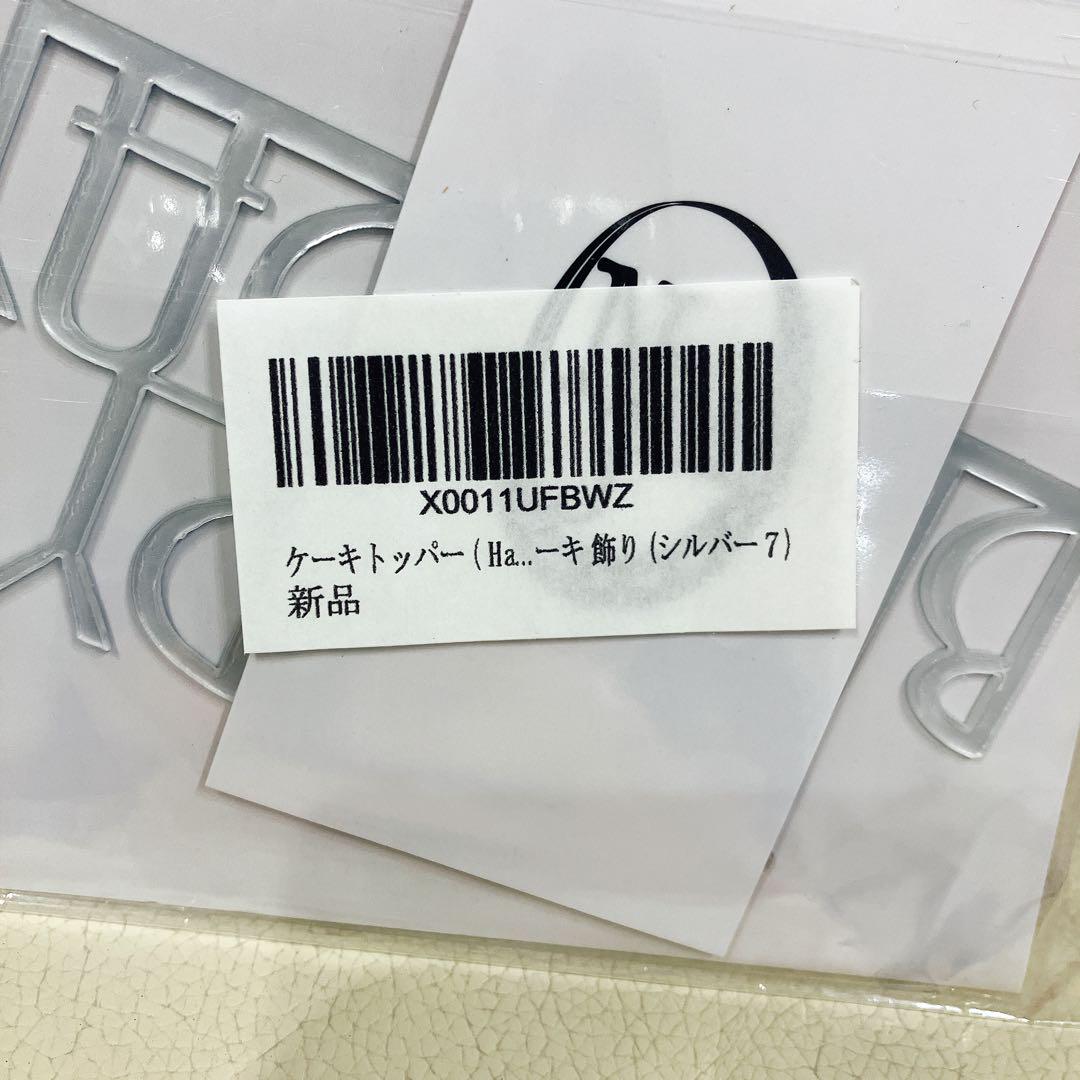 X0011UFBWZ
ケーキトッパー ( Ha...ーキ 飾り (シルバー 7)
新品